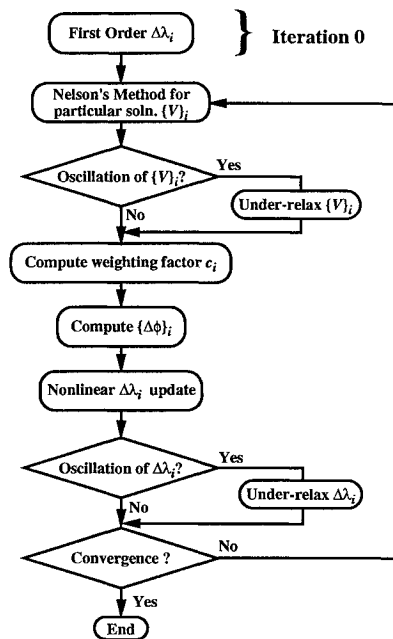 First Order Δλi
} Iteration 0
Nelson's Method for
particular soln. {V}i
Oscillation of {V}i?
Yes
No
Under-relax {V}i
Compute weighting factor ci
Compute {Δϕ}i
Nonlinear Δλi update
Oscillation of Δλi?
Yes
No
Under-relax Δλi
Convergence ?
No
Yes
End